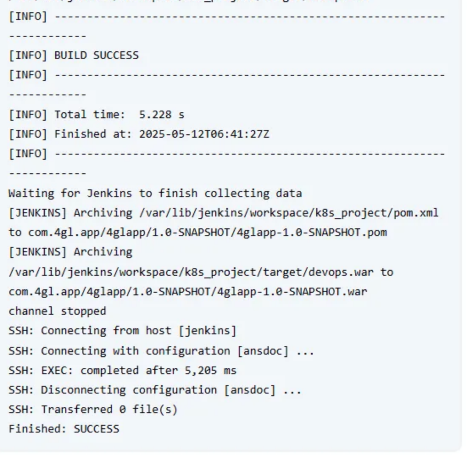 [INFO] ------------------------------------------------------------------------
[INFO] BUILD SUCCESS
[INFO] ------------------------------------------------------------------------
[INFO] Total time:  5.228 s
[INFO] Finished at: 2025-05-12T06:41:27Z
[INFO] ------------------------------------------------------------------------
Waiting for Jenkins to finish collecting data
[JENKINS] Archiving /var/lib/jenkins/workspace/k8s_project/pom.xml
to com.4gl.app/4glapp/1.0-SNAPSHOT/4glapp-1.0-SNAPSHOT.pom
[JENKINS] Archiving
/var/lib/jenkins/workspace/k8s_project/target/devops.war to
com.4gl.app/4glapp/1.0-SNAPSHOT/4glapp-1.0-SNAPSHOT.war
channel stopped
SSH: Connecting from host [jenkins]
SSH: Connecting with configuration [ansdoc] ...
SSH: EXEC: completed after 5,205 ms
SSH: Disconnecting configuration [ansdoc] ...
SSH: Transferred 0 file(s)
Finished: SUCCESS